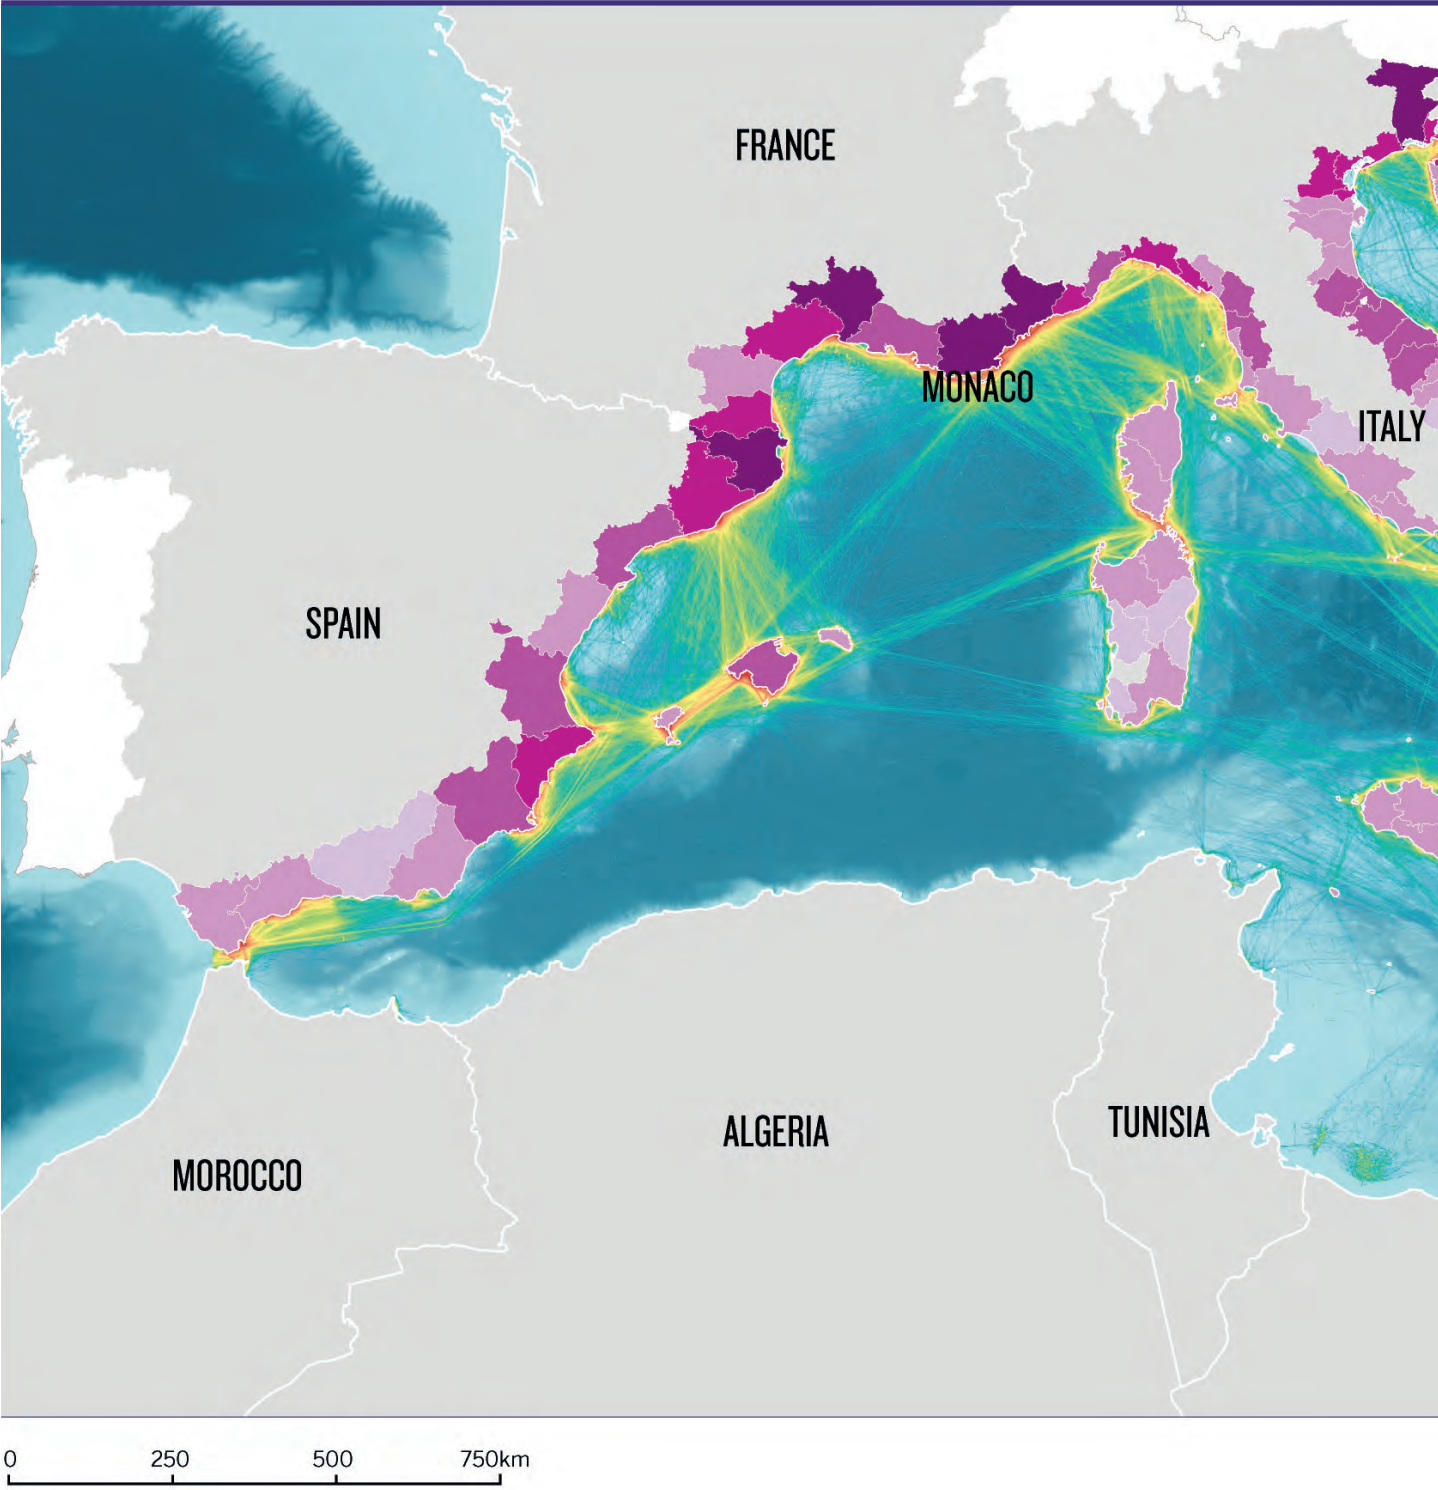 FRANCE
MONACO
ITALY
SPAIN
ALGERIA
TUNISIA
MOROCCO
0 250 500 750km